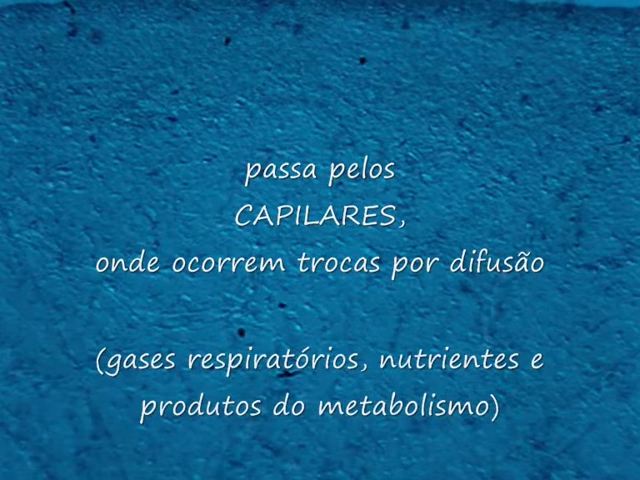 passa pelos
CAPILARES,
onde ocorrem trocas por difusão
(gases respiratórios, nutrientes e
produtos do metabolismo)